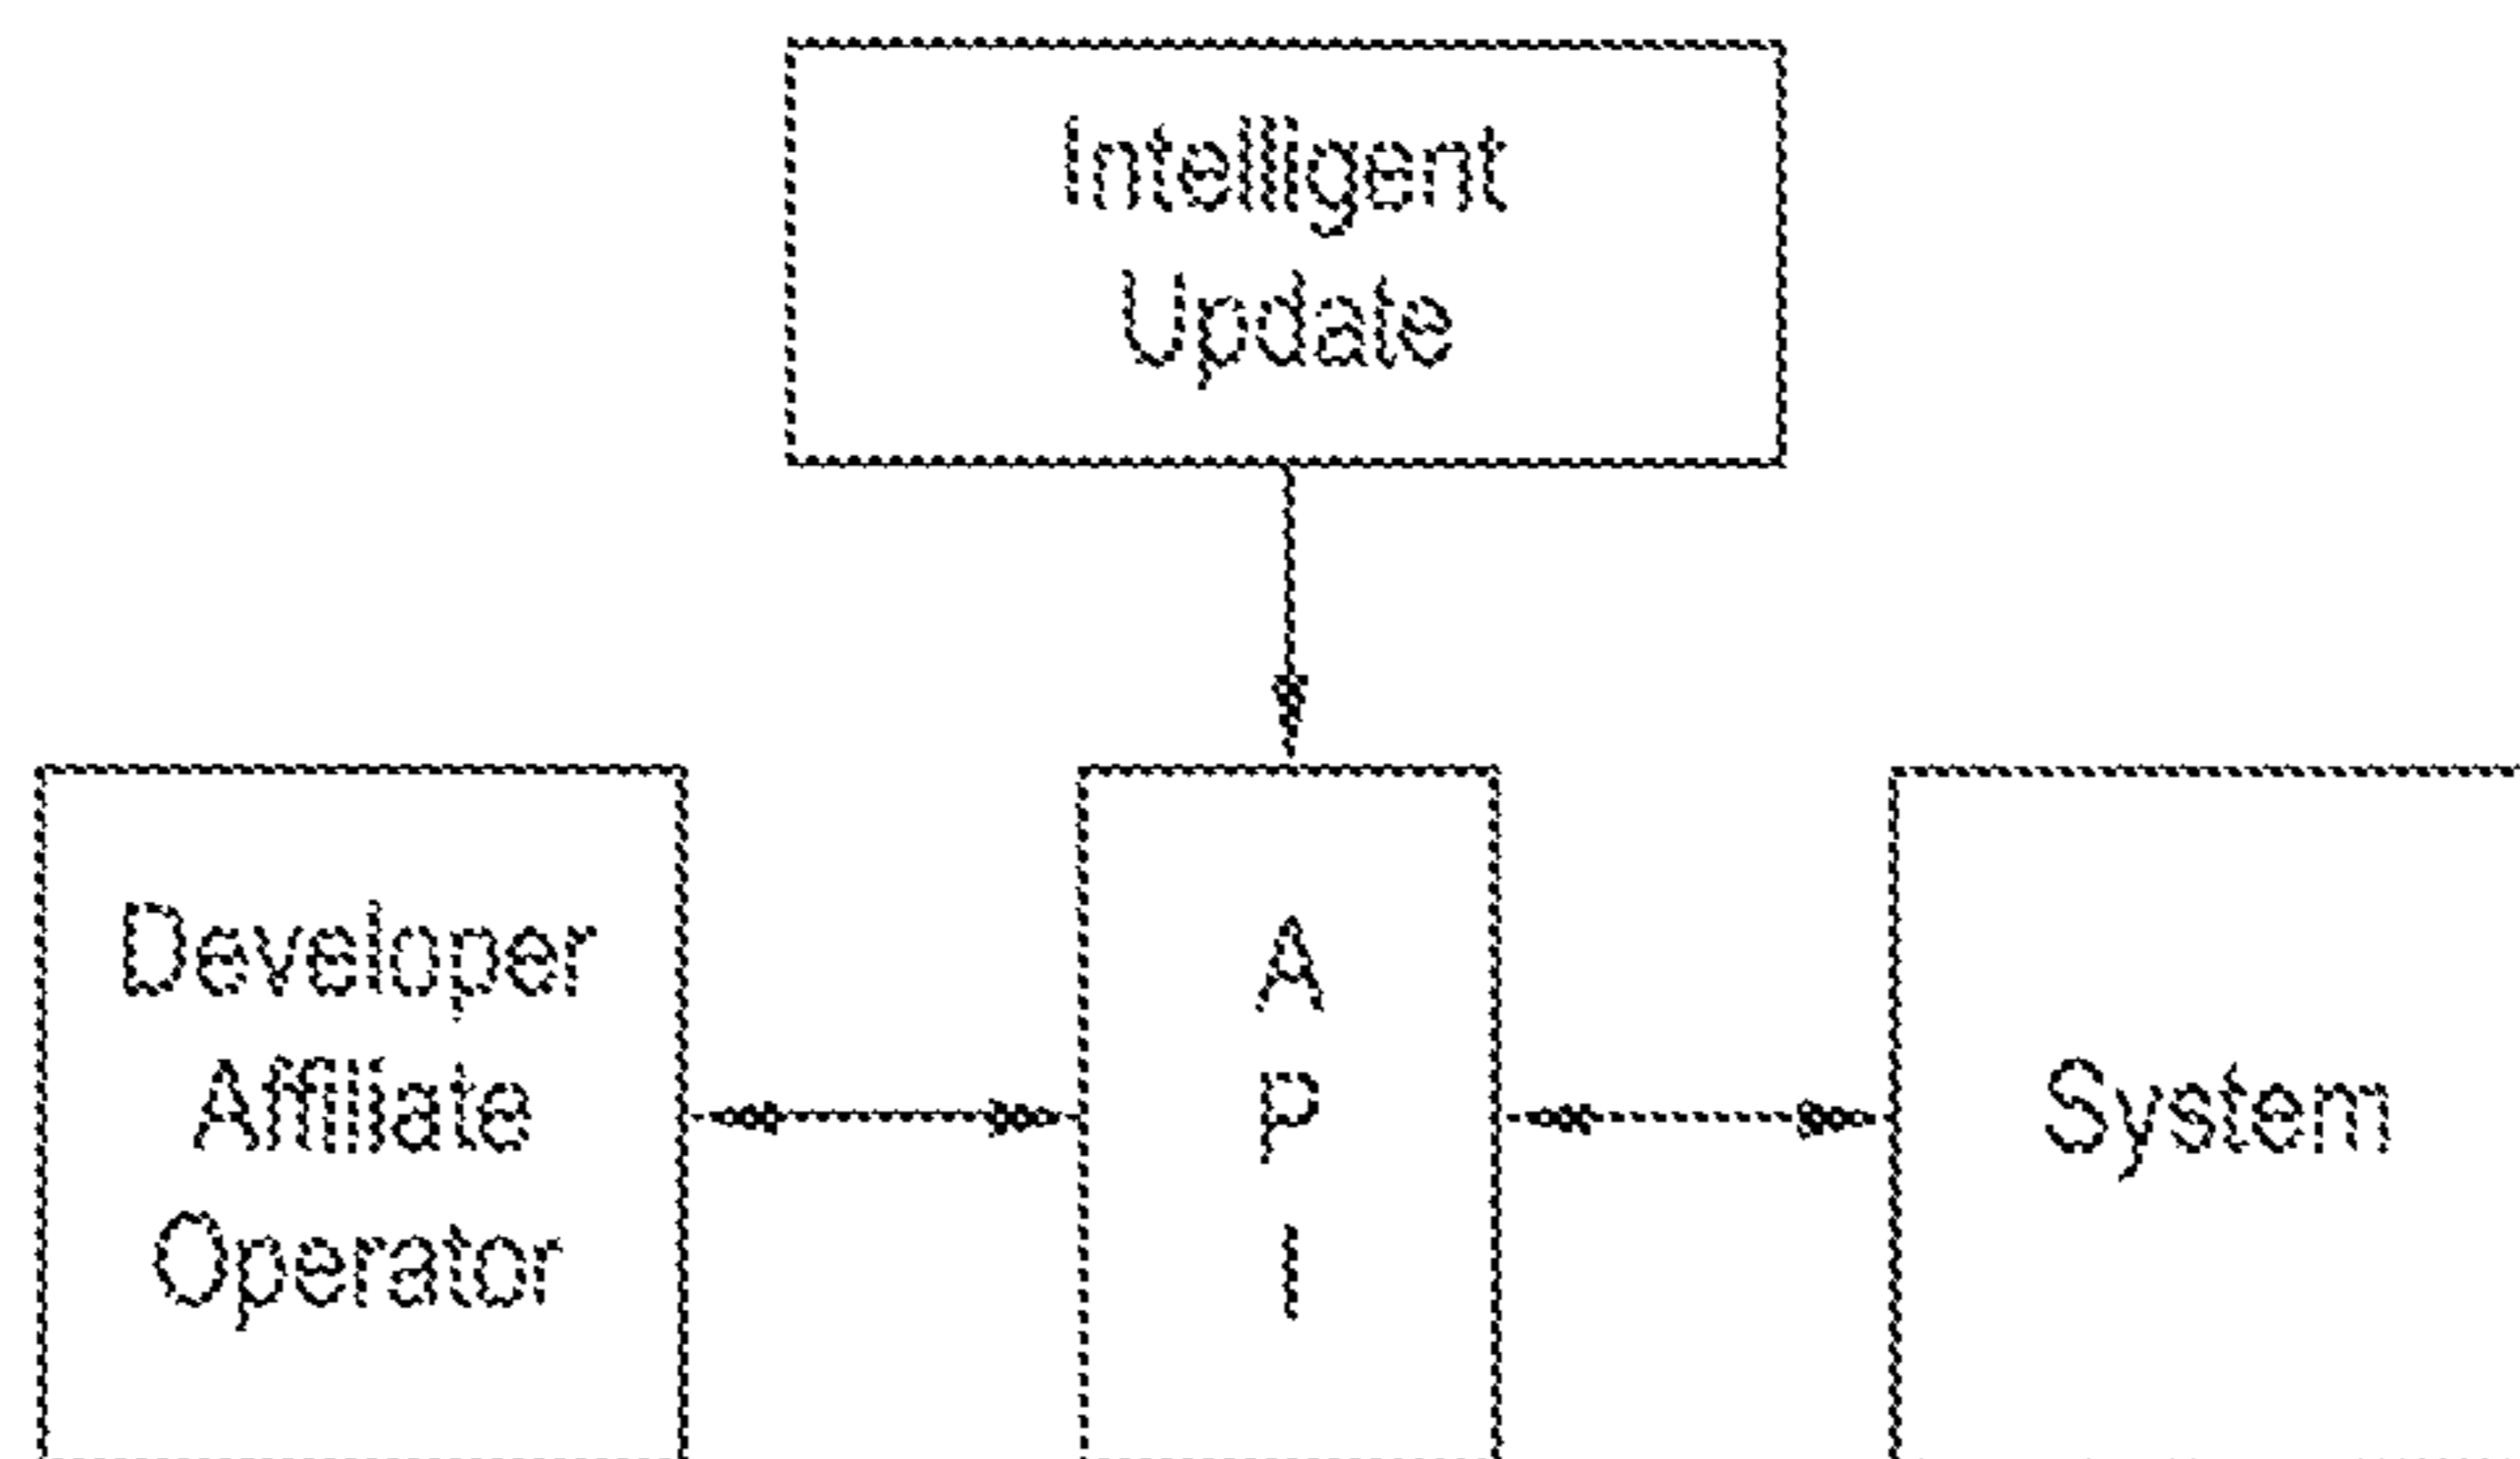 Intelligent
Update
Developer
Affiliate
Operator
A
P
I
System